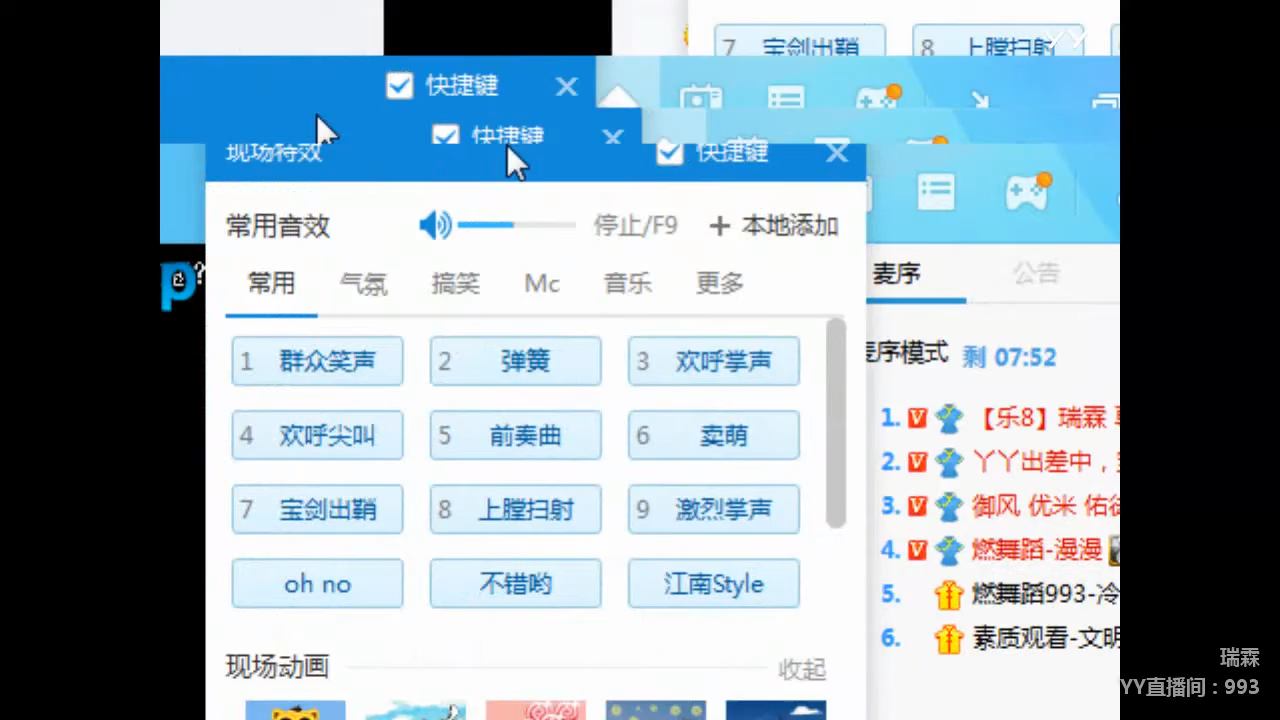 7 宝剑出鞘 8 上膛扫射
YY
快捷键
快捷键
现场特效 快捷键
常用音效 停止/F9 + 本地添加
常用 气氛 搞笑 Mc 音乐 更多
麦序 公告
1 群众笑声 2 弹簧 3 欢呼掌声
麦序模式 剩 07:52
4 欢呼尖叫 5 前奏曲 6 卖萌
7 宝剑出鞘 8 上膛扫射 9 激烈掌声
oh no 不错哟 江南Style
1. V 【乐8】瑞霖
2. V 丫丫出差中，
3. V 御风 优米 佑
4. V 燃舞蹈-漫漫
5. 燃舞蹈993-冷
6. 素质观看-文明
现场动画 收起
瑞霖
YY直播间：993